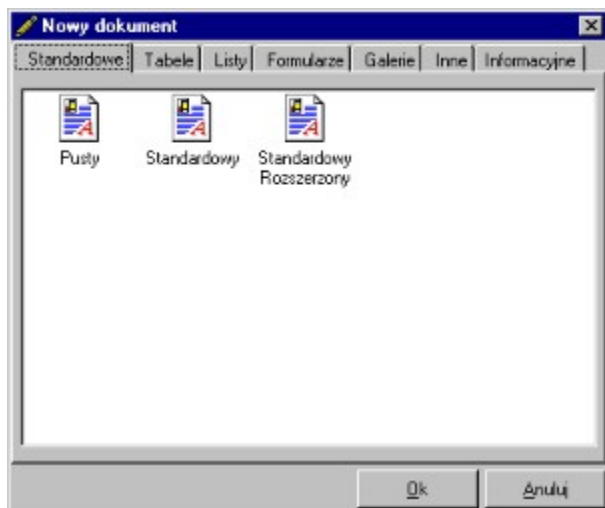 Nowy dokument
Standardowe Tabele Listy Formularze Galerie Inne Informacyjne
Pusty Standardowy Standardowy
Rozszerzony
Ok Anuluj